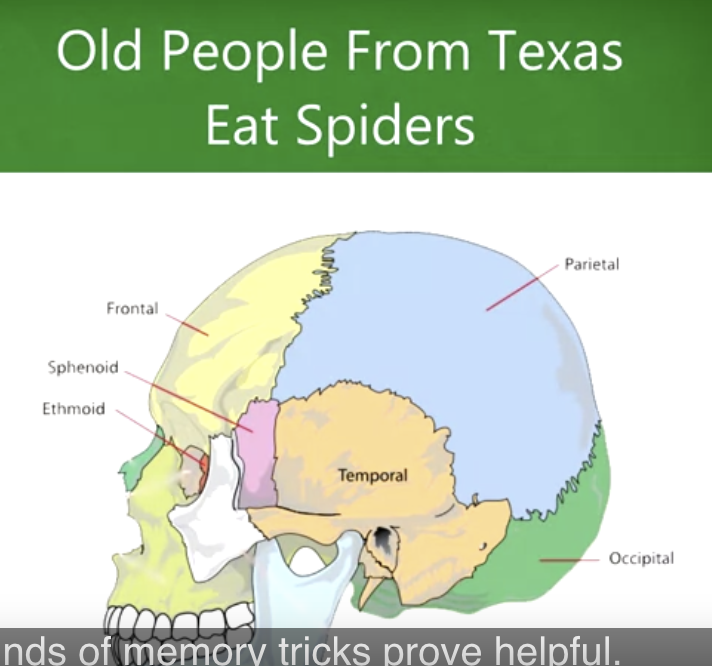 Old People From Texas
Eat Spiders
Parietal
Frontal
Sphenoid
Ethmoid
Temporal
Occipital
nds of memory tricks prove helpful.